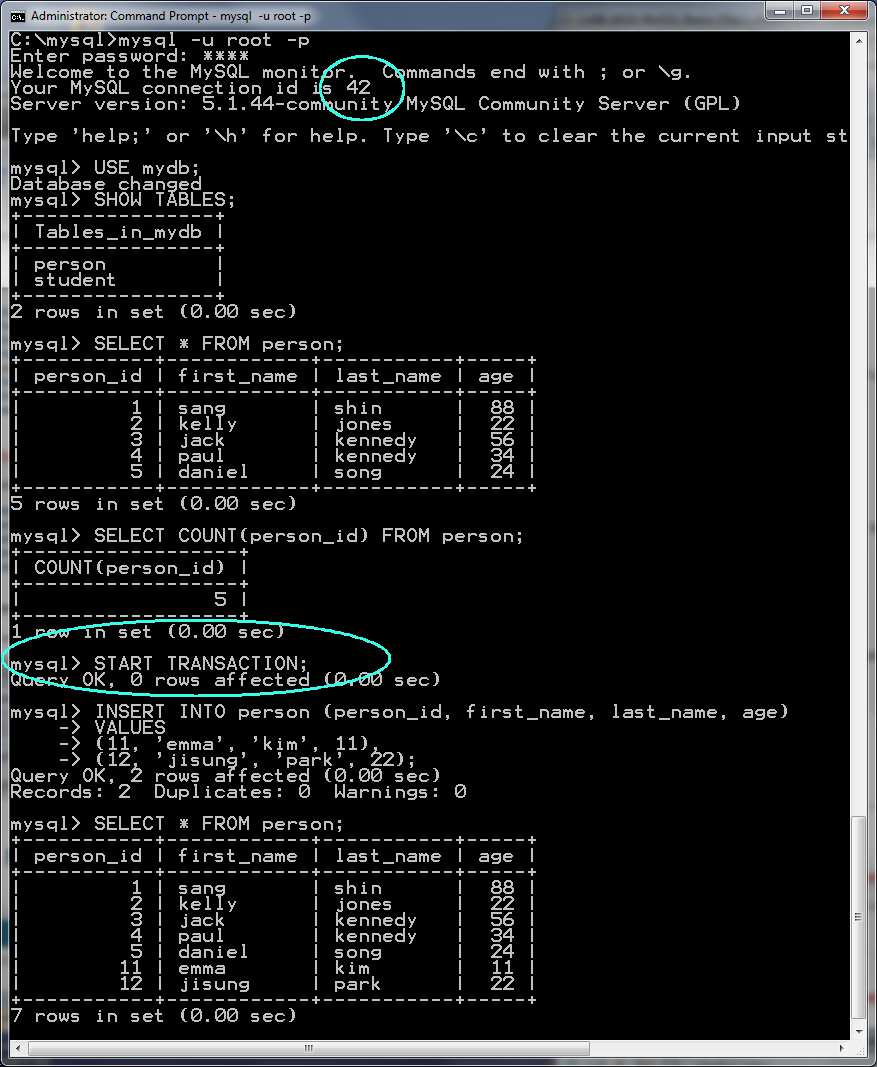 Administrator: Command Prompt - mysql -u root -p
C:\mysql>mysql -u root -p
Enter password: ****
Welcome to the MySQL monitor.  Commands end with ; or \g.
Your MySQL connection id is 42
Server version: 5.1.44-community MySQL Community Server (GPL)
Type 'help;' or '\h' for help. Type '\c' to clear the current input st
mysql> USE mydb;
Database changed
mysql> SHOW TABLES;
+----------------+
| Tables_in_mydb |
+----------------+
| person         |
| student        |
+----------------+
2 rows in set (0.00 sec)
mysql> SELECT * FROM person;
+-----------+------------+-----------+-----+
| person_id | first_name | last_name | age |
+-----------+------------+-----------+-----+
|         1 | sang       | shin      |  88 |
|         2 | kelly      | jones     |  22 |
|         3 | jack       | kennedy   |  56 |
|         4 | paul       | kennedy   |  34 |
|         5 | daniel     | song      |  24 |
+-----------+------------+-----------+-----+
5 rows in set (0.00 sec)
mysql> SELECT COUNT(person_id) FROM person;
+------------------+
| COUNT(person_id) |
+------------------+
|                5 |
+------------------+
1 row in set (0.00 sec)
mysql> START TRANSACTION;
Query OK, 0 rows affected (0.00 sec)
mysql> INSERT INTO person (person_id, first_name, last_name, age)
    -> VALUES
    -> (11, 'emma', 'kim', 11),
    -> (12, 'jisung', 'park', 22);
Query OK, 2 rows affected (0.00 sec)
Records: 2  Duplicates: 0  Warnings: 0
mysql> SELECT * FROM person;
+-----------+------------+-----------+-----+
| person_id | first_name | last_name | age |
+-----------+------------+-----------+-----+
|         1 | sang       | shin      |  88 |
|         2 | kelly      | jones     |  22 |
|         3 | jack       | kennedy   |  56 |
|         4 | paul       | kennedy   |  34 |
|         5 | daniel     | song      |  24 |
|        11 | emma       | kim       |  11 |
|        12 | jisung     | park      |  22 |
+-----------+------------+-----------+-----+
7 rows in set (0.00 sec)